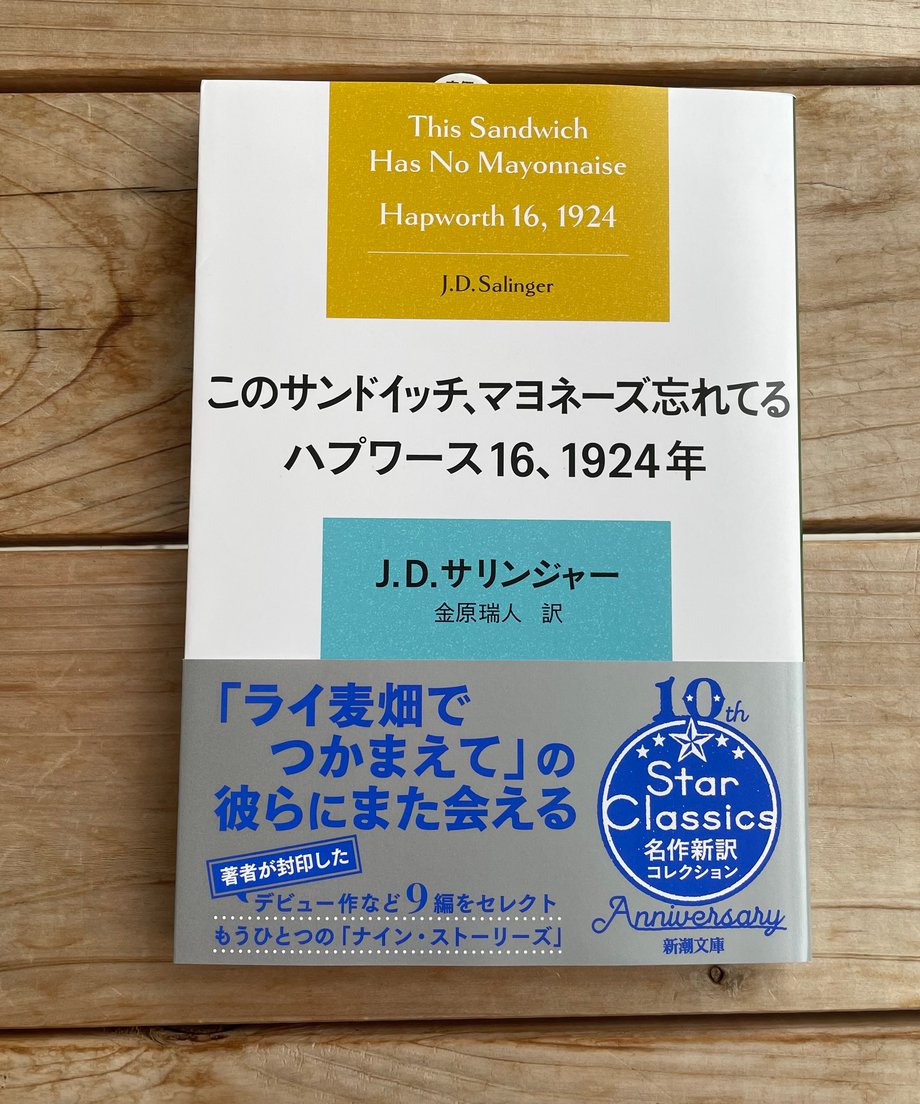 This Sandwich
Has No Mayonnaise
Hapworth 16, 1924
J.D. Salinger
このサンドイッチ、マヨネーズ忘れてる
ハプワース16、1924年
J.D.サリンジャー
金原瑞人 訳
「ライ麦畑で
つかまえて」の
彼らにまた会える
著者が封印した
デビュー作など9編をセレクト
もうひとつの「ナイン・ストーリーズ」
10th
Star
Classics
名作新訳
コレクション
Anniversary
新潮文庫